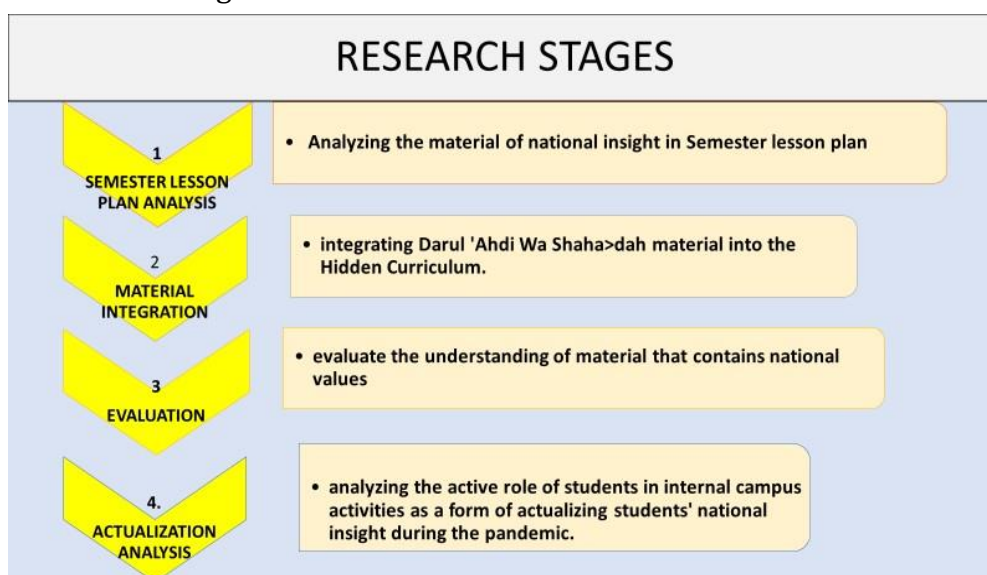 RESEARCH STAGES
1
SEMESTER LESSON
PLAN ANALYSIS
• Analyzing the material of national insight in Semester lesson plan
2
MATERIAL
INTEGRATION
• integrating Darul 'Ahdi Wa Shaha>dah material into the
Hidden Curriculum.
3
EVALUATION
• evaluate the understanding of material that contains national
values
4.
ACTUALIZATION
ANALYSIS
• analyzing the active role of students in internal campus
activities as a form of actualizing students' national
insight during the pandemic.